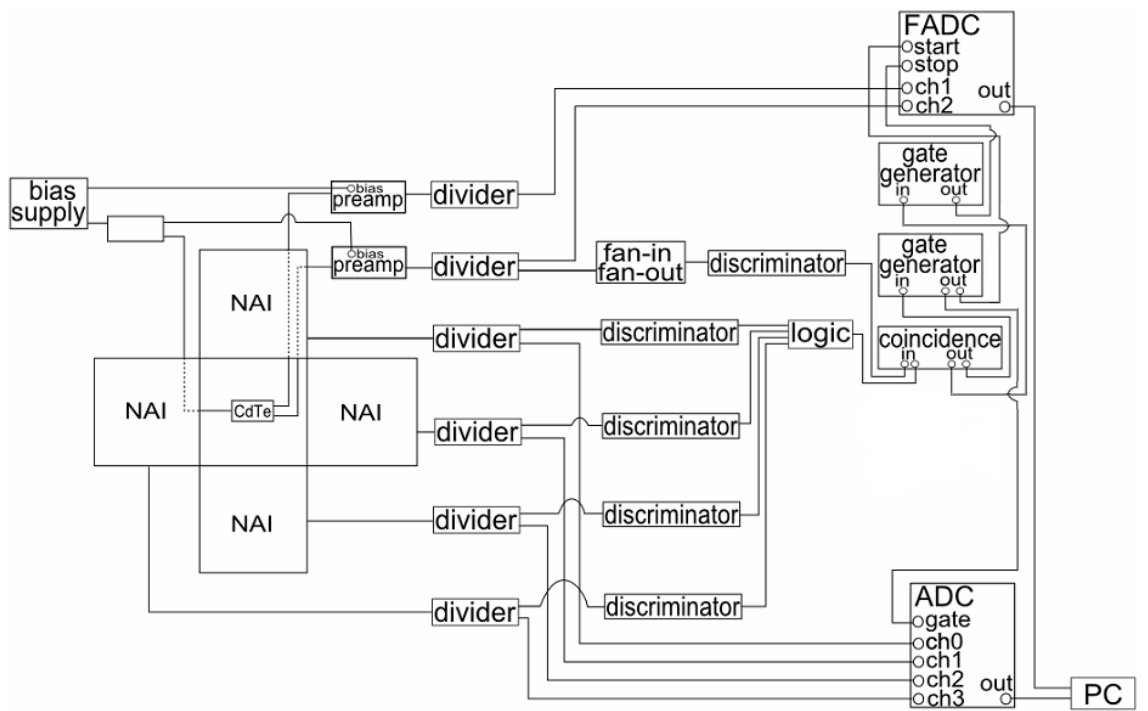 FADC
start
stop
ch1
ch2
out
gate
generator
in out
bias
supply
bias
preamp
divider
bias
preamp
divider
fan-in
fan-out
discriminator
gate
generator
in out
NAI
divider
discriminator
logic
coincidence
in out
NAI
CdTe
NAI
divider
discriminator
NAI
divider
discriminator
divider
discriminator
ADC
gate
ch0
ch1
ch2
ch3
out
PC